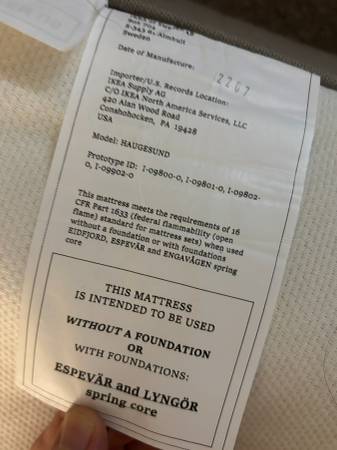 Sweden
Date of Manufacture:
2207
Importer/U.S. Records Location:
IKEA Supply AG
C/O IKEA North America Services, LLC
420 Alan Wood Road
Conshohocken, PA 19428
USA
Model: HAUGESUND
Prototype ID: I-09800-0, I-09801-0, I-09802-
0, I-09902-0
This mattress meets the requirements of 16
CFR Part 1633 (federal flammability (open
flame) standard for mattress sets) when used
without a foundation or with foundations
EIDFJORD, ESPEVÄR and ENGAVÅGEN spring
core
THIS MATTRESS
IS INTENDED TO BE USED
WITHOUT A FOUNDATION
OR
WITH FOUNDATIONS:
ESPEVÄR and LYNGÖR
spring core